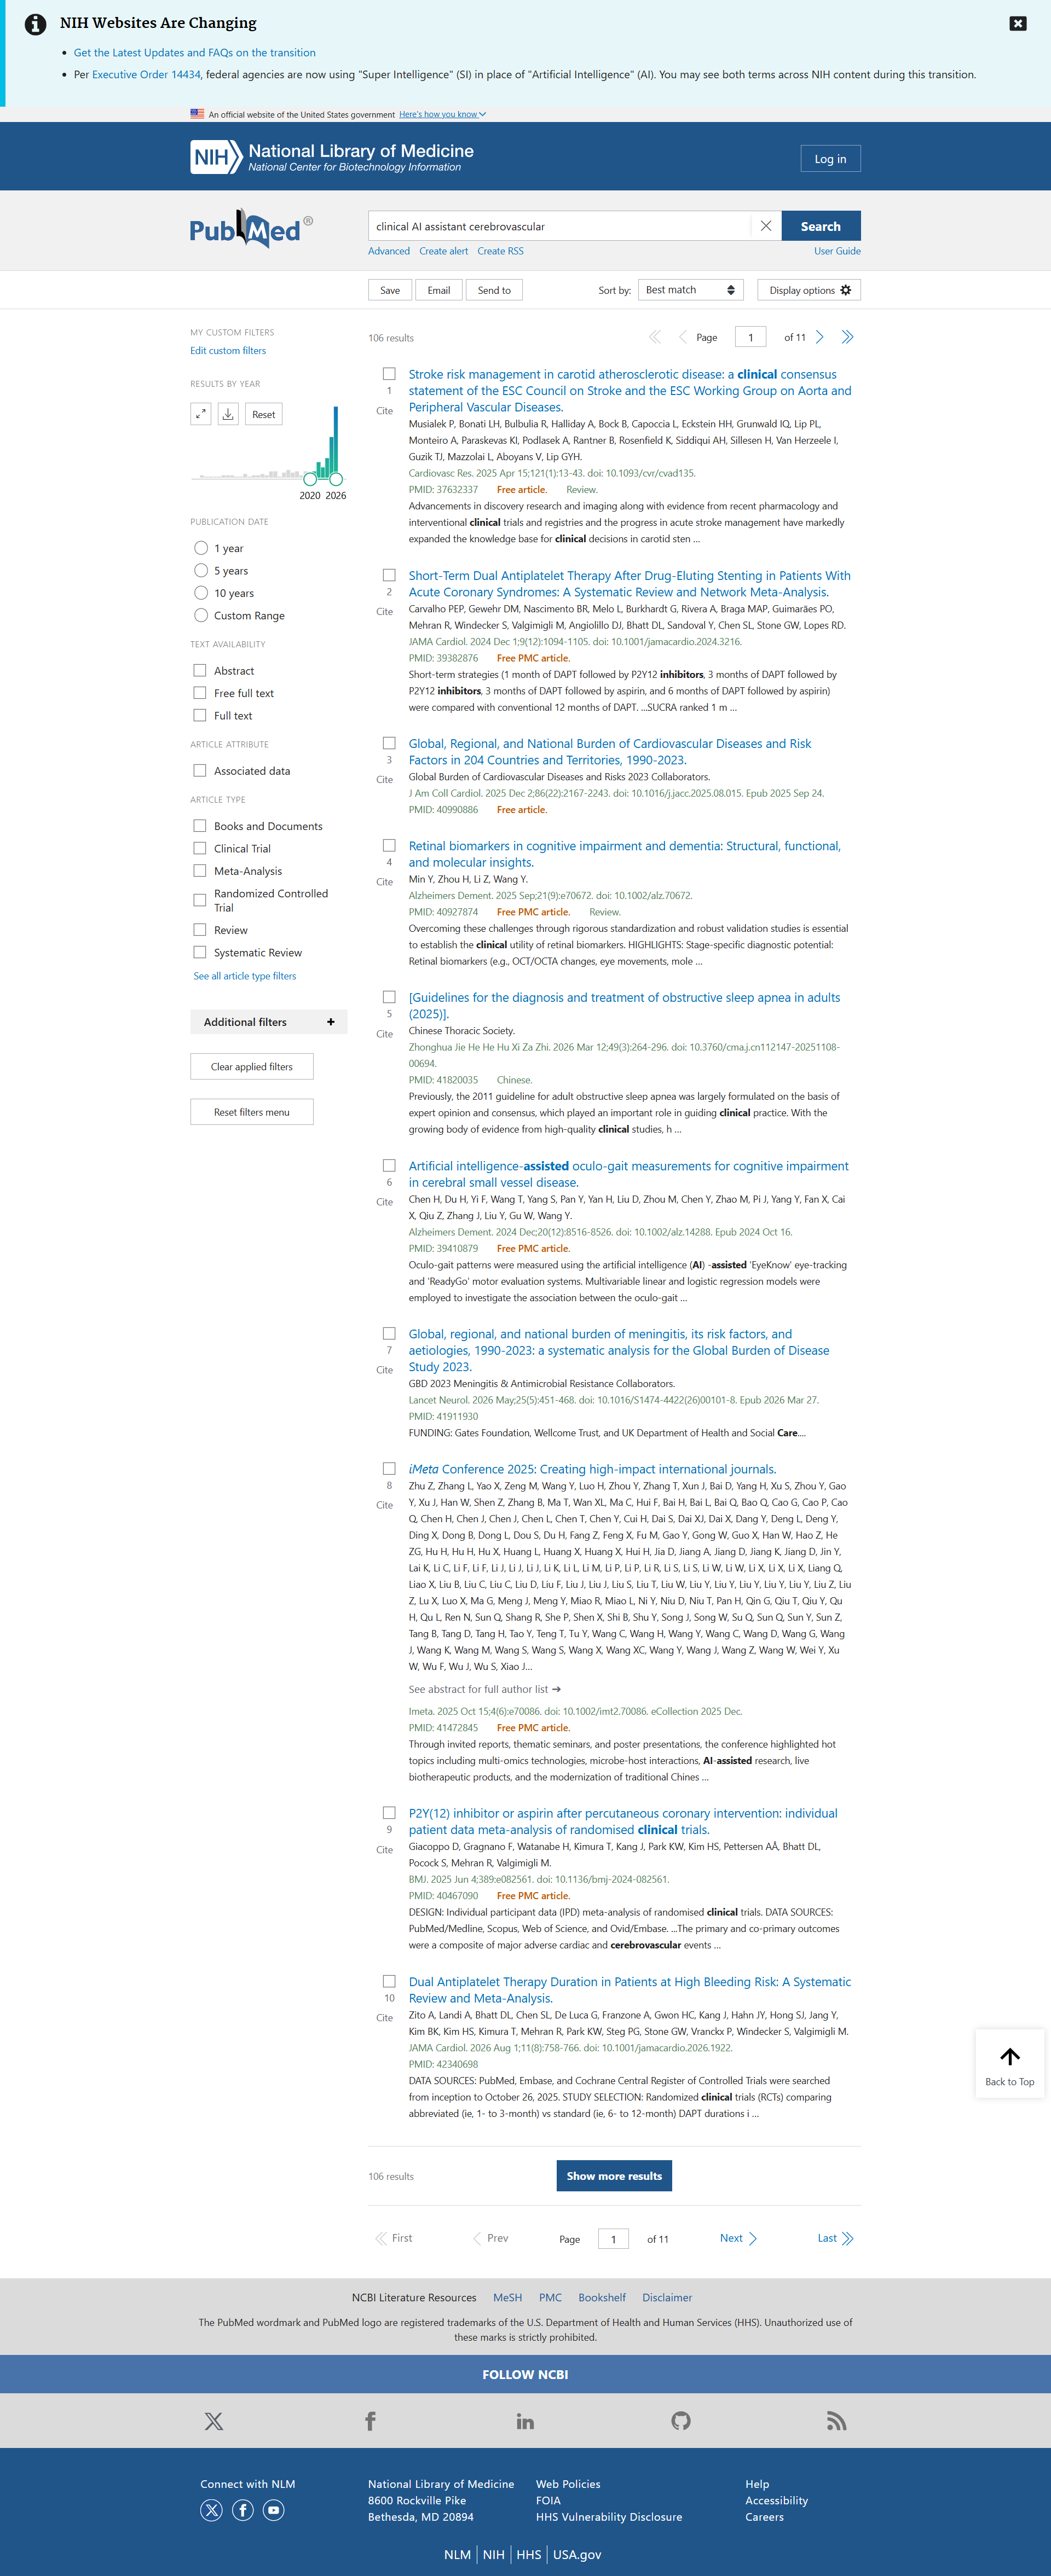 NIH Websites Are Changing
• Get the Latest Updates and FAQs on the transition
• Per Executive Order 14434, federal agencies are now using "Super Intelligence" (SI) in place of "Artificial Intelligence" (AI). You may see both terms across NIH content during this transition.
An official website of the United States government Here's how you know
NIH National Library of Medicine
National Center for Biotechnology Information
Log in
PubMed®
clinical AI assistant cerebrovascular
Search
Advanced Create alert Create RSS
User Guide
Save Email Send to
Sort by: Best match
Display options
MY CUSTOM FILTERS
Edit custom filters
RESULTS BY YEAR
Reset
2020 2026
PUBLICATION DATE
1 year
5 years
10 years
Custom Range
TEXT AVAILABILITY
Abstract
Free full text
Full text
ARTICLE ATTRIBUTE
Associated data
ARTICLE TYPE
Books and Documents
Clinical Trial
Meta-Analysis
Randomized Controlled
Trial
Review
Systematic Review
See all article type filters
Additional filters
Clear applied filters
Reset filters menu
106 results
Page 1 of 11
1
Cite
Stroke risk management in carotid atherosclerotic disease: a clinical consensus
statement of the ESC Council on Stroke and the ESC Working Group on Aorta and
Peripheral Vascular Diseases.
Musialek P, Bonati LH, Bulbulia R, Halliday A, Bock B, Capoccia L, Eckstein HH, Grunwald IQ, Lip PL,
Monteiro A, Paraskevas KI, Podlasek A, Rantner B, Rosenfield K, Siddiqui AH, Sillesen H, Van Herzeele I,
Guzik TJ, Mazzolai L, Aboyans V, Lip GYH.
Cardiovasc Res. 2025 Apr 15;121(1):13-43. doi: 10.1093/cvr/cvad135.
PMID: 37632337 Free article. Review.
Advancements in discovery research and imaging along with evidence from recent pharmacology and
interventional clinical trials and registries and the progress in acute stroke management have markedly
expanded the knowledge base for clinical decisions in carotid sten ...
2
Cite
Short-Term Dual Antiplatelet Therapy After Drug-Eluting Stenting in Patients With
Acute Coronary Syndromes: A Systematic Review and Network Meta-Analysis.
Carvalho PEP, Gewehr DM, Nascimento BR, Melo L, Burkhardt G, Rivera A, Braga MAP, Guimarães PO,
Mehran R, Windecker S, Valgimigli M, Angiolillo DJ, Bhatt DL, Sandoval Y, Chen SL, Stone GW, Lopes RD.
JAMA Cardiol. 2024 Dec 1;9(12):1094-1105. doi: 10.1001/jamacardio.2024.3216.
PMID: 39382876 Free PMC article.
Short-term strategies (1 month of DAPT followed by P2Y12 inhibitors, 3 months of DAPT followed by
P2Y12 inhibitors, 3 months of DAPT followed by aspirin, and 6 months of DAPT followed by aspirin)
were compared with conventional 12 months of DAPT. ...SUCRA ranked 1 m ...
3
Cite
Global, Regional, and National Burden of Cardiovascular Diseases and Risk
Factors in 204 Countries and Territories, 1990-2023.
Global Burden of Cardiovascular Diseases and Risks 2023 Collaborators.
J Am Coll Cardiol. 2025 Dec 2;86(22):2167-2243. doi: 10.1016/j.jacc.2025.08.015. Epub 2025 Sep 24.
PMID: 40990886 Free article.
4
Cite
Retinal biomarkers in cognitive impairment and dementia: Structural, functional,
and molecular insights.
Min Y, Zhou H, Li Z, Wang Y.
Alzheimers Dement. 2025 Sep;21(9):e70672. doi: 10.1002/alz.70672.
PMID: 40927874 Free PMC article. Review.
Overcoming these challenges through rigorous standardization and robust validation studies is essential
to establish the clinical utility of retinal biomarkers. HIGHLIGHTS: Stage-specific diagnostic potential:
Retinal biomarkers (e.g., OCT/OCTA changes, eye movements, mole ...
5
Cite
[Guidelines for the diagnosis and treatment of obstructive sleep apnea in adults
(2025)].
Chinese Thoracic Society.
Zhonghua Jie He He Hu Xi Za Zhi. 2026 Mar 12;49(3):264-296. doi: 10.3760/cma.j.cn112147-20251108-
00694.
PMID: 41820035 Chinese.
Previously, the 2011 guideline for adult obstructive sleep apnea was largely formulated on the basis of
expert opinion and consensus, which played an important role in guiding clinical practice. With the
growing body of evidence from high-quality clinical studies, h ...
6
Cite
Artificial intelligence-assisted oculo-gait measurements for cognitive impairment
in cerebral small vessel disease.
Chen H, Du H, Yi F, Wang T, Yang S, Pan Y, Yan H, Liu D, Zhou M, Chen Y, Zhao M, Pi J, Yang Y, Fan X, Cai
X, Qiu Z, Zhang J, Liu Y, Gu W, Wang Y.
Alzheimers Dement. 2024 Dec;20(12):8516-8526. doi: 10.1002/alz.14288. Epub 2024 Oct 16.
PMID: 39410879 Free PMC article.
Oculo-gait patterns were measured using the artificial intelligence (AI) -assisted 'EyeKnow' eye-tracking
and 'ReadyGo' motor evaluation systems. Multivariable linear and logistic regression models were
employed to investigate the association between the oculo-gait ...
7
Cite
Global, regional, and national burden of meningitis, its risk factors, and
aetiologies, 1990-2023: a systematic analysis for the Global Burden of Disease
Study 2023.
GBD 2023 Meningitis & Antimicrobial Resistance Collaborators.
Lancet Neurol. 2026 May;25(5):451-468. doi: 10.1016/S1474-4422(26)00101-8. Epub 2026 Mar 27.
PMID: 41911930
FUNDING: Gates Foundation, Wellcome Trust, and UK Department of Health and Social Care....
8
Cite
iMeta Conference 2025: Creating high-impact international journals.
Zhu Z, Zhang L, Yao X, Zeng M, Wang Y, Luo H, Zhou Y, Zhang T, Xun J, Bai D, Yang H, Xu S, Zhou Y, Gao
Y, Xu J, Han W, Shen Z, Zhang B, Ma T, Wan XL, Ma C, Hui F, Bai H, Bai L, Bai Q, Bao Q, Cao G, Cao P, Cao
Q, Chen H, Chen J, Chen J, Chen L, Chen T, Chen Y, Cui H, Dai S, Dai XJ, Dai X, Dang Y, Deng L, Deng Y,
Ding X, Dong B, Dong L, Dou S, Du H, Fang Z, Feng X, Fu M, Gao Y, Gong W, Guo X, Han W, Hao Z, He
ZG, Hu H, Hu H, Hu X, Huang L, Huang X, Huang X, Hui H, Jia D, Jiang A, Jiang D, Jiang K, Jiang D, Jin Y,
Lai K, Li C, Li F, Li F, Li J, Li J, Li J, Li K, Li L, Li M, Li P, Li P, Li R, Li S, Li S, Li W, Li W, Li X, Li X, Li X, Liang Q,
Liao X, Liu B, Liu C, Liu C, Liu D, Liu F, Liu J, Liu J, Liu S, Liu T, Liu W, Liu Y, Liu Y, Liu Y, Liu Y, Liu Y, Liu Z, Liu
Z, Lu X, Luo X, Ma G, Meng J, Meng Y, Miao R, Miao L, Ni Y, Niu D, Niu T, Pan H, Qin G, Qiu T, Qiu Y, Qu
H, Qu L, Ren N, Sun Q, Shang R, She P, Shen X, Shi B, Shu Y, Song J, Song W, Su Q, Sun Q, Sun Y, Sun Z,
Tang B, Tang D, Tang H, Tao Y, Teng T, Tu Y, Wang C, Wang H, Wang Y, Wang C, Wang D, Wang G, Wang
J, Wang K, Wang M, Wang S, Wang S, Wang X, Wang XC, Wang Y, Wang J, Wang Z, Wang W, Wei Y, Xu
W, Wu F, Wu J, Wu S, Xiao J...
See abstract for full author list ➔
Imeta. 2025 Oct 15;4(6):e70086. doi: 10.1002/imt2.70086. eCollection 2025 Dec.
PMID: 41472845 Free PMC article.
Through invited reports, thematic seminars, and poster presentations, the conference highlighted hot
topics including multi-omics technologies, microbe-host interactions, AI-assisted research, live
biotherapeutic products, and the modernization of traditional Chines ...
9
Cite
P2Y(12) inhibitor or aspirin after percutaneous coronary intervention: individual
patient data meta-analysis of randomised clinical trials.
Giacoppo D, Gragnano F, Watanabe H, Kimura T, Kang J, Park KW, Kim HS, Pettersen AÅ, Bhatt DL,
Pocock S, Mehran R, Valgimigli M.
BMJ. 2025 Jun 4;389:e082561. doi: 10.1136/bmj-2024-082561.
PMID: 40467090 Free PMC article.
DESIGN: Individual participant data (IPD) meta-analysis of randomised clinical trials. DATA SOURCES:
PubMed/Medline, Scopus, Web of Science, and Ovid/Embase. ...The primary and co-primary outcomes
were a composite of major adverse cardiac and cerebrovascular events ...
10
Cite
Dual Antiplatelet Therapy Duration in Patients at High Bleeding Risk: A Systematic
Review and Meta-Analysis.
Zito A, Landi A, Bhatt DL, Chen SL, De Luca G, Franzone A, Gwon HC, Kang J, Hahn JY, Hong SJ, Jang Y,
Kim BK, Kim HS, Kimura T, Mehran R, Park KW, Steg PG, Stone GW, Vranckx P, Windecker S, Valgimigli M.
JAMA Cardiol. 2026 Aug 1;11(8):758-766. doi: 10.1001/jamacardio.2026.1922.
PMID: 42340698
DATA SOURCES: PubMed, Embase, and Cochrane Central Register of Controlled Trials were searched
from inception to October 26, 2025. STUDY SELECTION: Randomized clinical trials (RCTs) comparing
abbreviated (ie, 1- to 3-month) vs standard (ie, 6- to 12-month) DAPT durations i ...
Back to Top
106 results
Show more results
First Prev Page 1 of 11 Next Last
NCBI Literature Resources MeSH PMC Bookshelf Disclaimer
The PubMed wordmark and PubMed logo are registered trademarks of the U.S. Department of Health and Human Services (HHS). Unauthorized use of
these marks is strictly prohibited.
FOLLOW NCBI
Connect with NLM
National Library of Medicine
8600 Rockville Pike
Bethesda, MD 20894
Web Policies
FOIA
HHS Vulnerability Disclosure
Help
Accessibility
Careers
NLM NIH HHS USA.gov